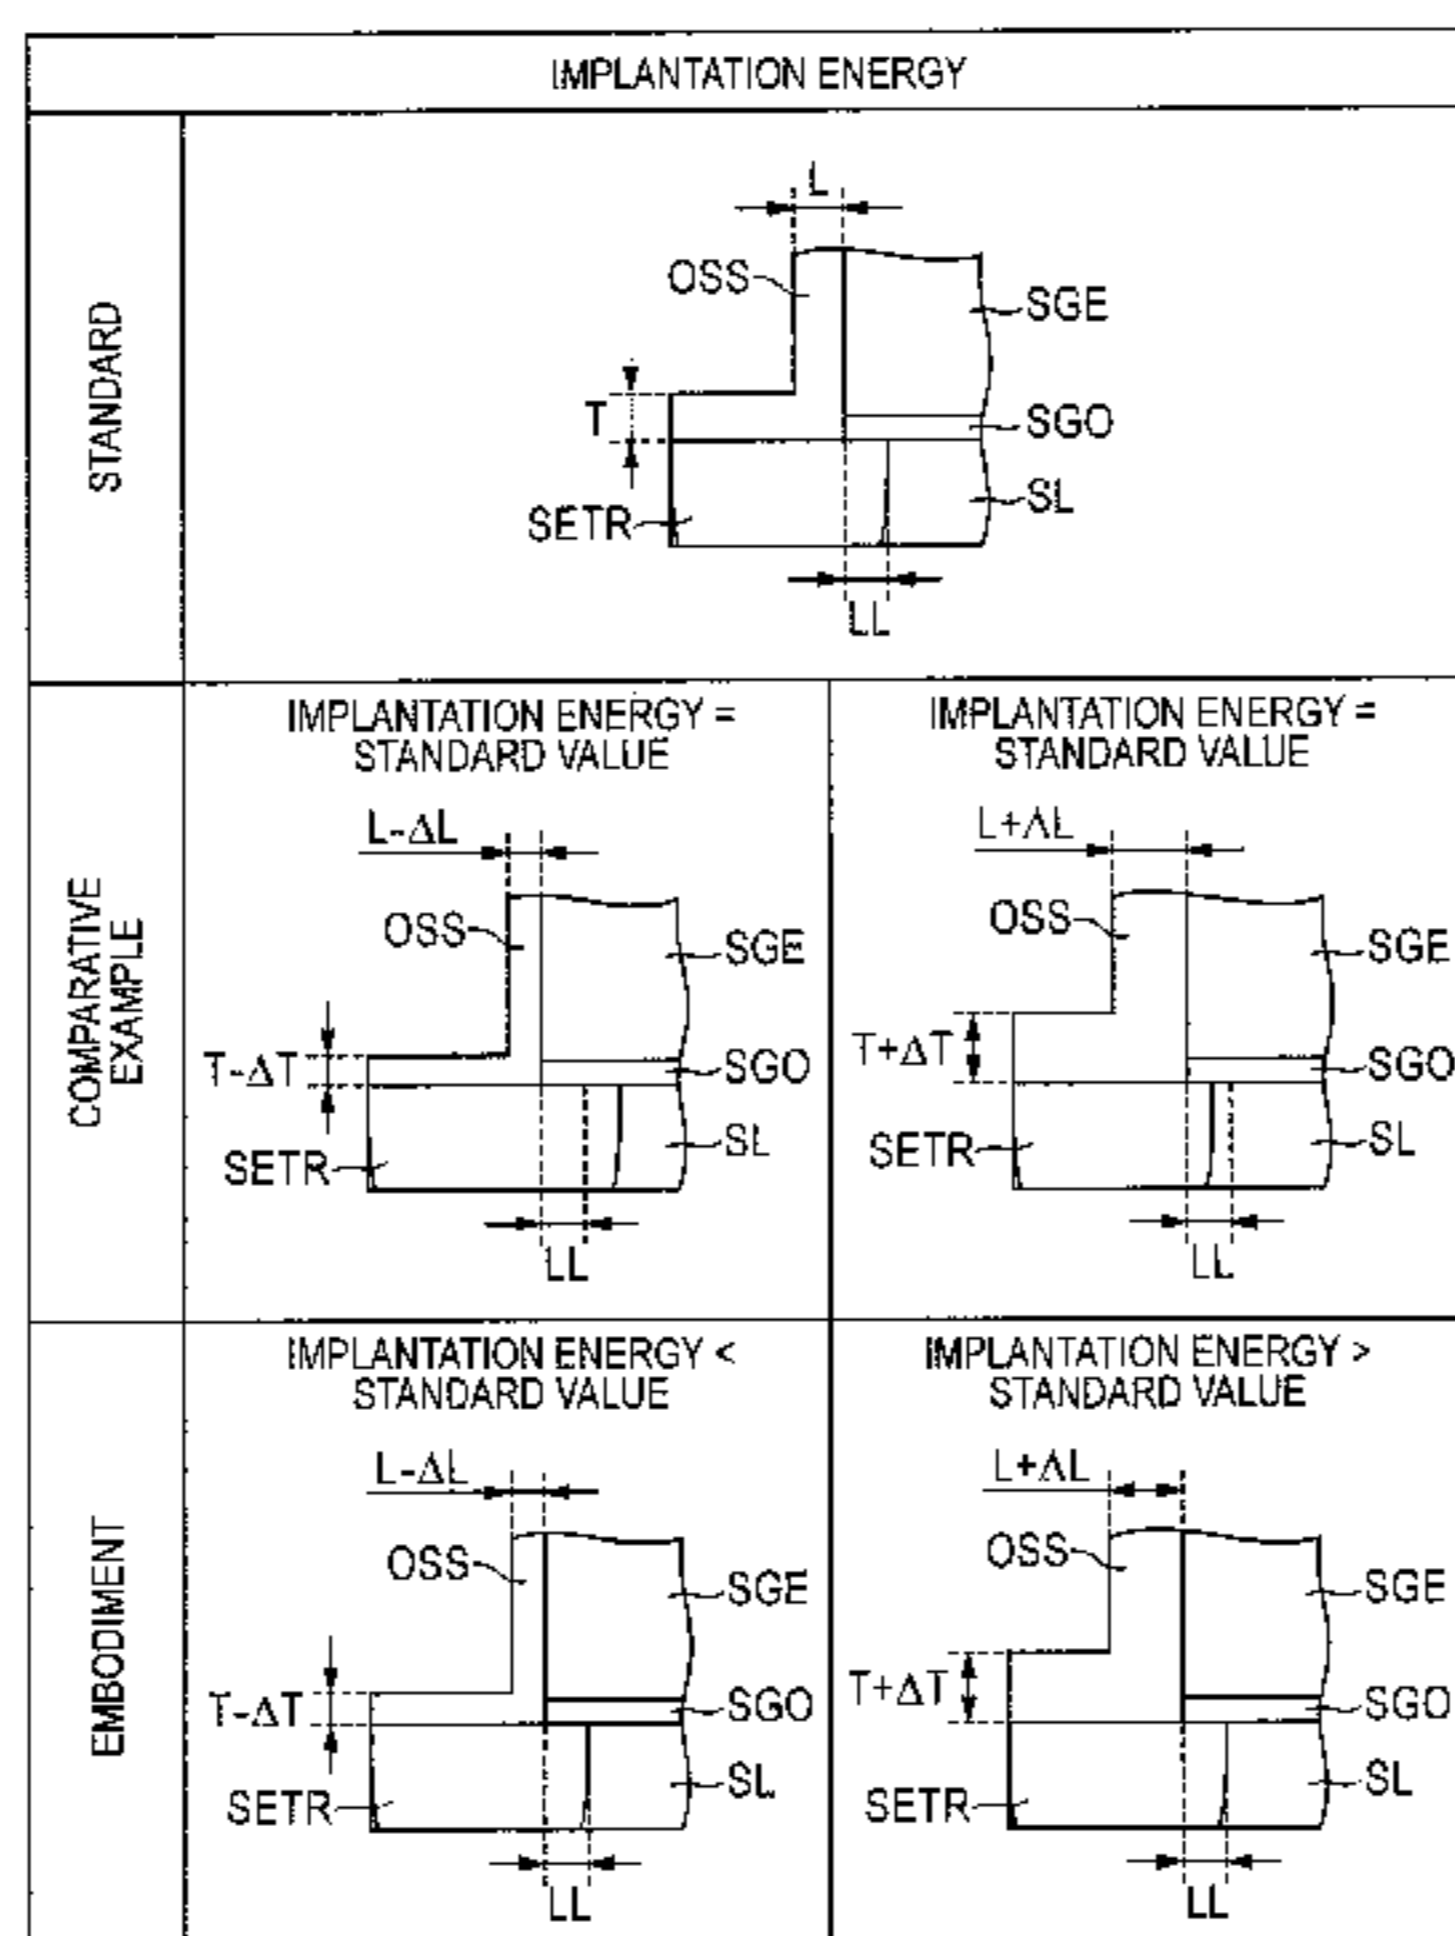 IMPLANTATION ENERGY
STANDARD
L
OSS
SGE
T
SGO
SL
SETR
LL
COMPARATIVE
EXAMPLE
IMPLANTATION ENERGY =
STANDARD VALUE
L-ΔL
OSS
SGE
T-ΔT
SGO
SL
SETR
LL
IMPLANTATION ENERGY =
STANDARD VALUE
L+ΔL
OSS
SGE
T+ΔT
SGO
SL
SETR
LL
EMBODIMENT
IMPLANTATION ENERGY <
STANDARD VALUE
L-ΔL
OSS
SGE
T-ΔT
SGO
SL
SETR
LL
IMPLANTATION ENERGY >
STANDARD VALUE
L+ΔL
OSS
SGE
T+ΔT
SGO
SL
SETR
LL